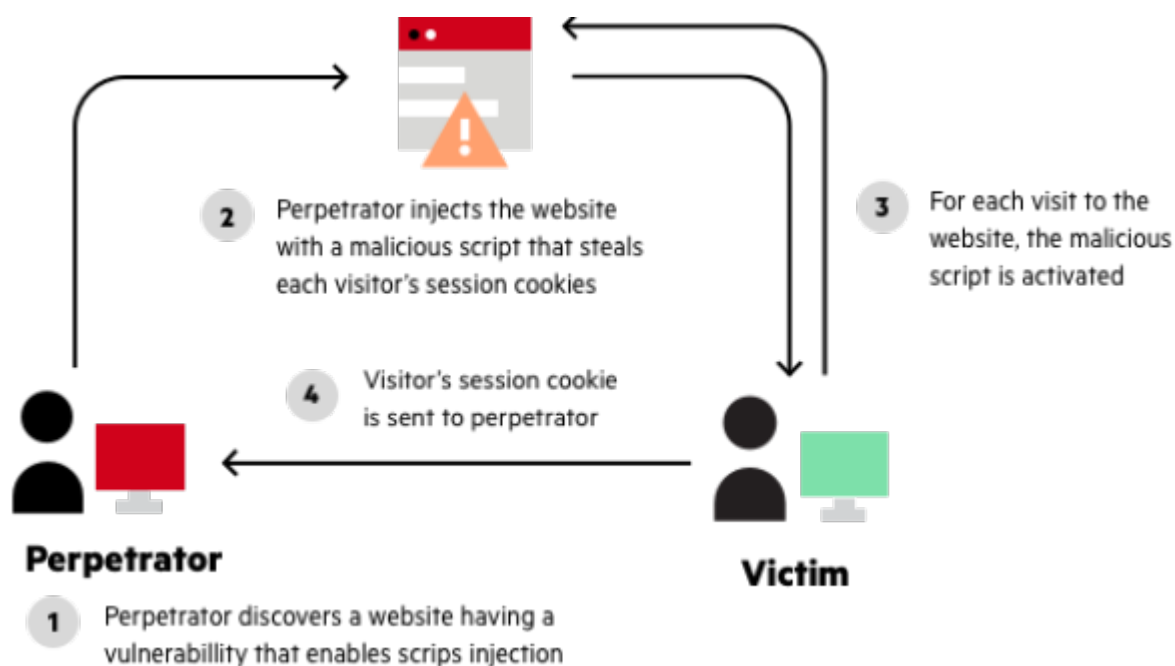 2
Perpetrator injects the website
with a malicious script that steals
each visitor's session cookies
3
For each visit to the
website, the malicious
script is activated
4
Visitor's session cookie
is sent to perpetrator
Perpetrator
Victim
1
Perpetrator discovers a website having a
vulnerabillity that enables scrips injection